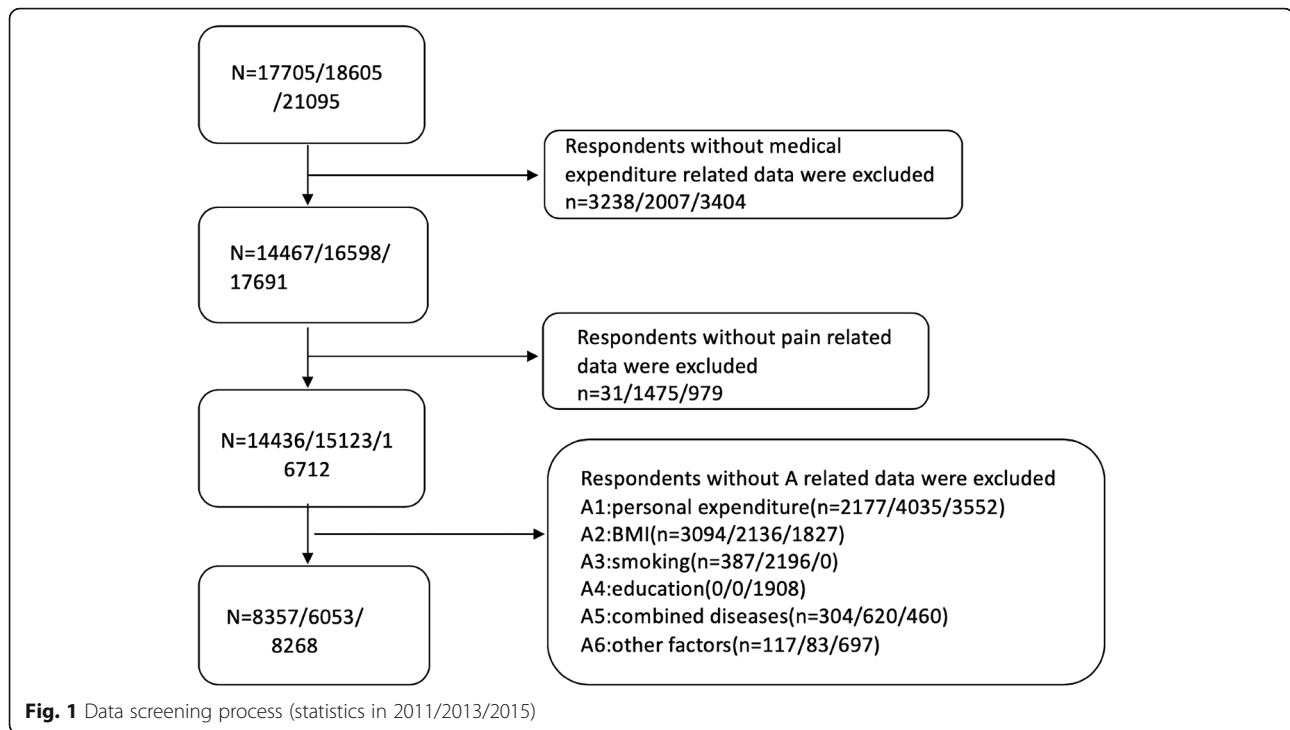 N=17705/18605
/21095
Respondents without medical
expenditure related data were excluded
n=3238/2007/3404
N=14467/16598/
17691
Respondents without pain related
data were excluded
n=31/1475/979
N=14436/15123/1
6712
Respondents without A related data were excluded
A1:personal expenditure(n=2177/4035/3552)
A2:BMI(n=3094/2136/1827)
A3:smoking(n=387/2196/0)
A4:education(0/0/1908)
A5:combined diseases(n=304/620/460)
A6:other factors(n=117/83/697)
N=8357/6053/
8268
Fig. 1 Data screening process (statistics in 2011/2013/2015)